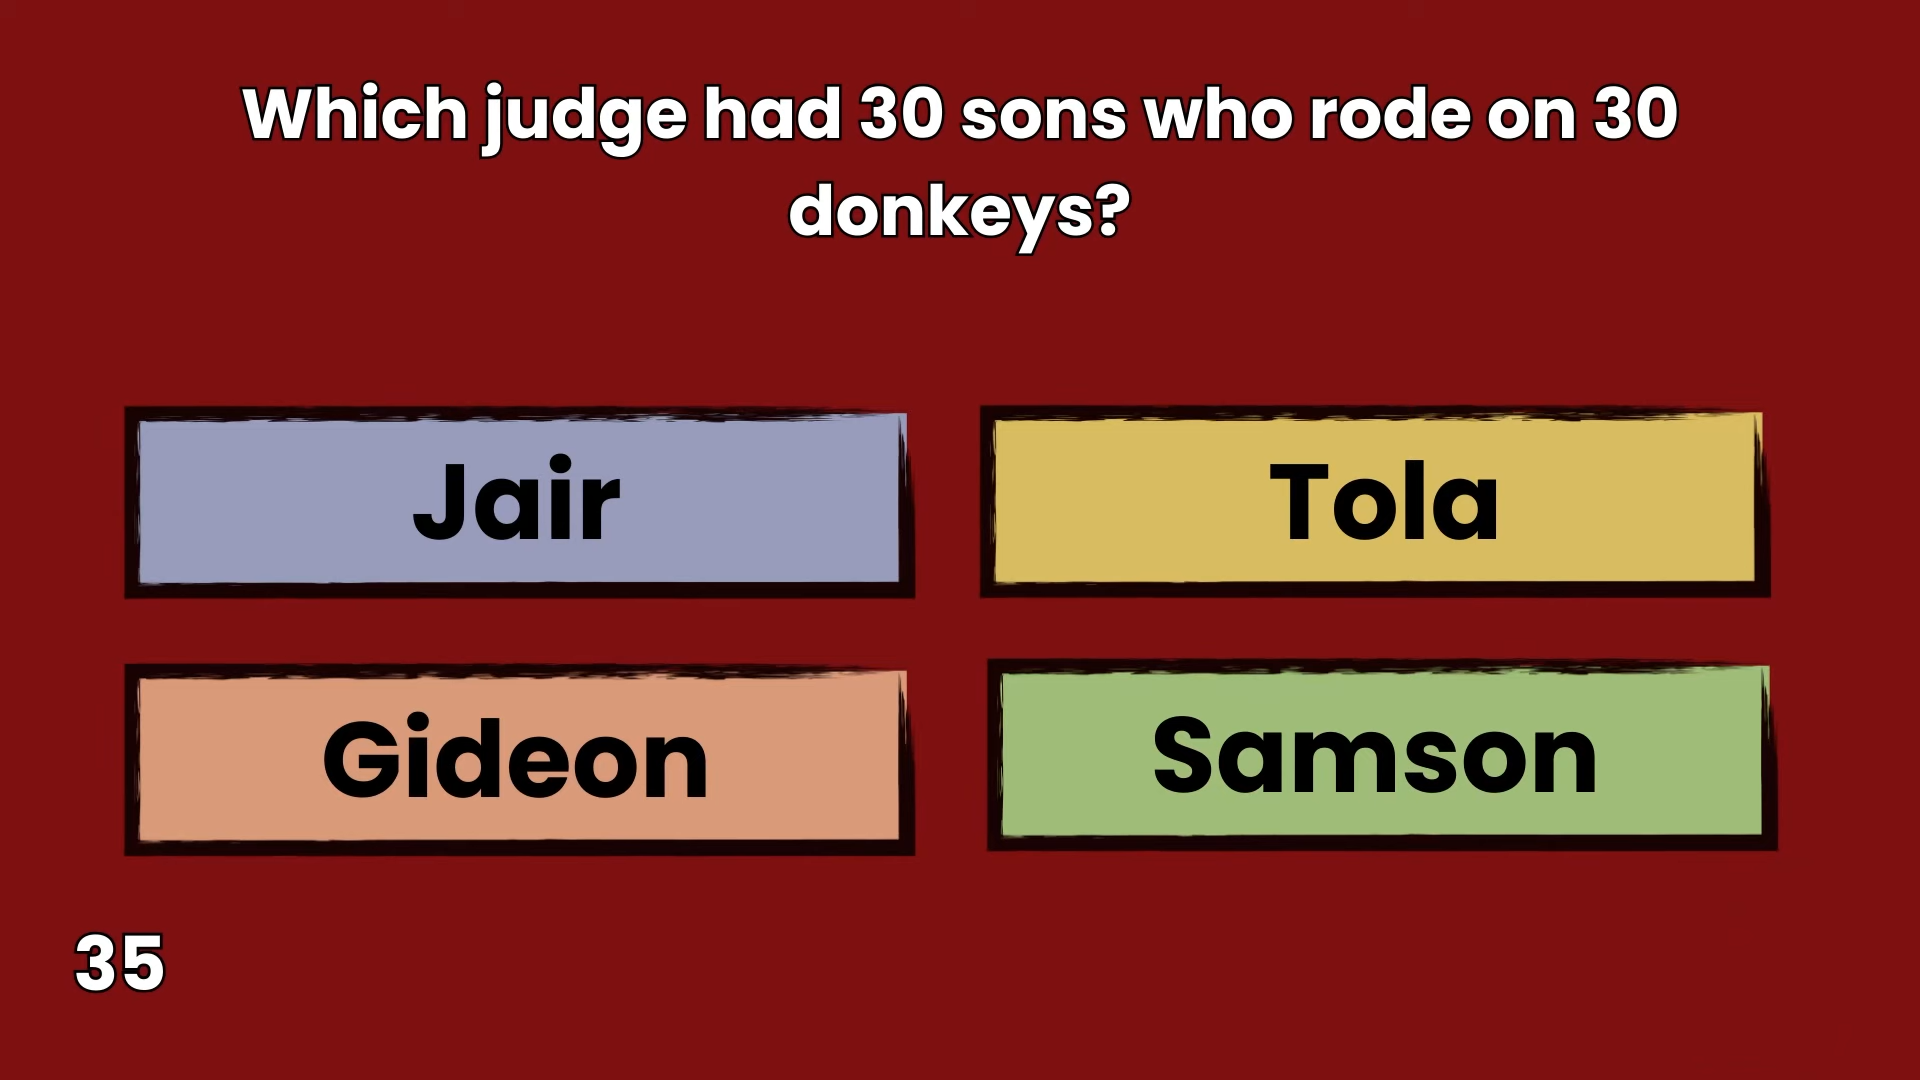 Which judge had 30 sons who rode on 30
donkeys?
Jair
Tola
Gideon
Samson
35